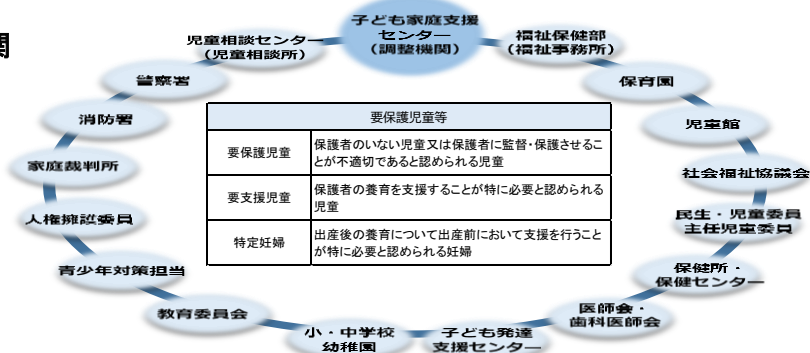 関
子ども家庭支援
センター
（調整機関）
児童相談センター
（児童相談所）
福祉保健部
（福祉事務所）
警察署
保育園
消防署
児童館
家庭裁判所
社会福祉協議会
人権擁護委員
民生・児童委員
主任児童委員
青少年対策担当
保健所・
保健センター
教育委員会
医師会・
歯科医師会
小・中学校
幼稚園
子ども発達
支援センター
要保護児童等
要保護児童
保護者のいない児童又は保護者に監督・保護させるこ
とが不適切であると認められる児童
要支援児童
保護者の養育を支援することが特に必要と認められる
児童
特定妊婦
出産後の養育について出産前において支援を行うこと
が特に必要と認められる妊婦